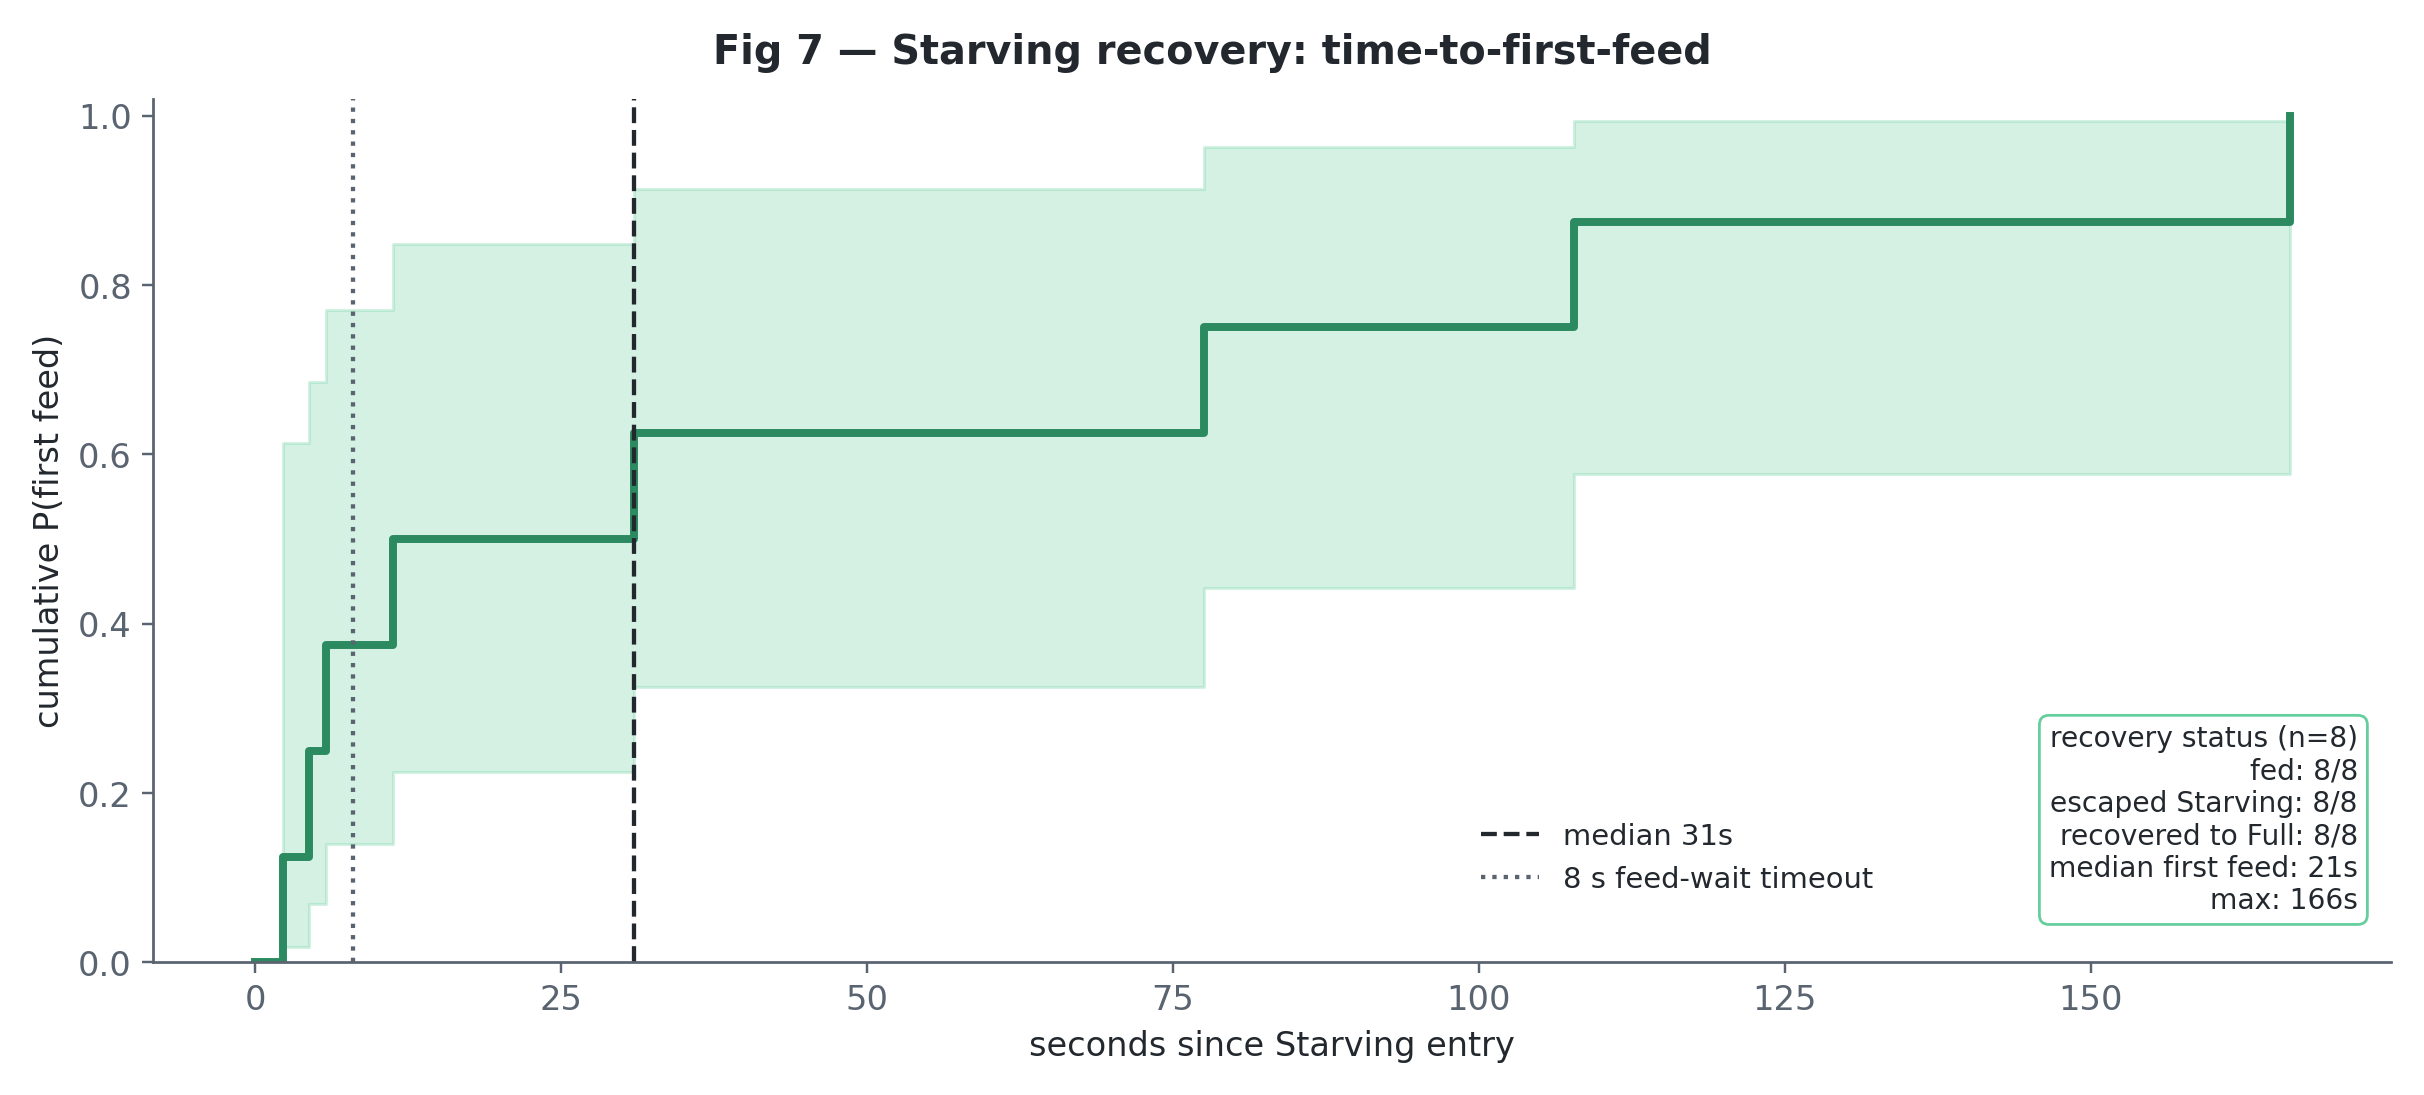 Fig 7 — Starving recovery: time-to-first-feed
cumulative P(first feed)
1.0
0.8
0.6
0.4
0.2
0.0
0
25
50
75
100
125
150
seconds since Starving entry
median 31s
8 s feed-wait timeout
recovery status (n=8)
fed: 8/8
escaped Starving: 8/8
recovered to Full: 8/8
median first feed: 21s
max: 166s